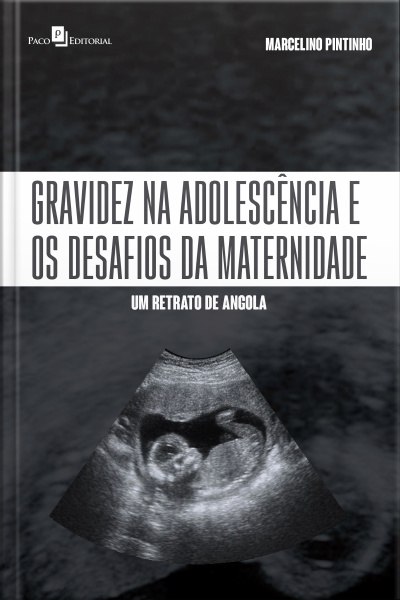 PACO EDITORIAL
MARCELINO PINTINHO
GRAVIDEZ NA ADOLESCÊNCIA E
OS DESAFIOS DA MATERNIDADE
UM RETRATO DE ANGOLA